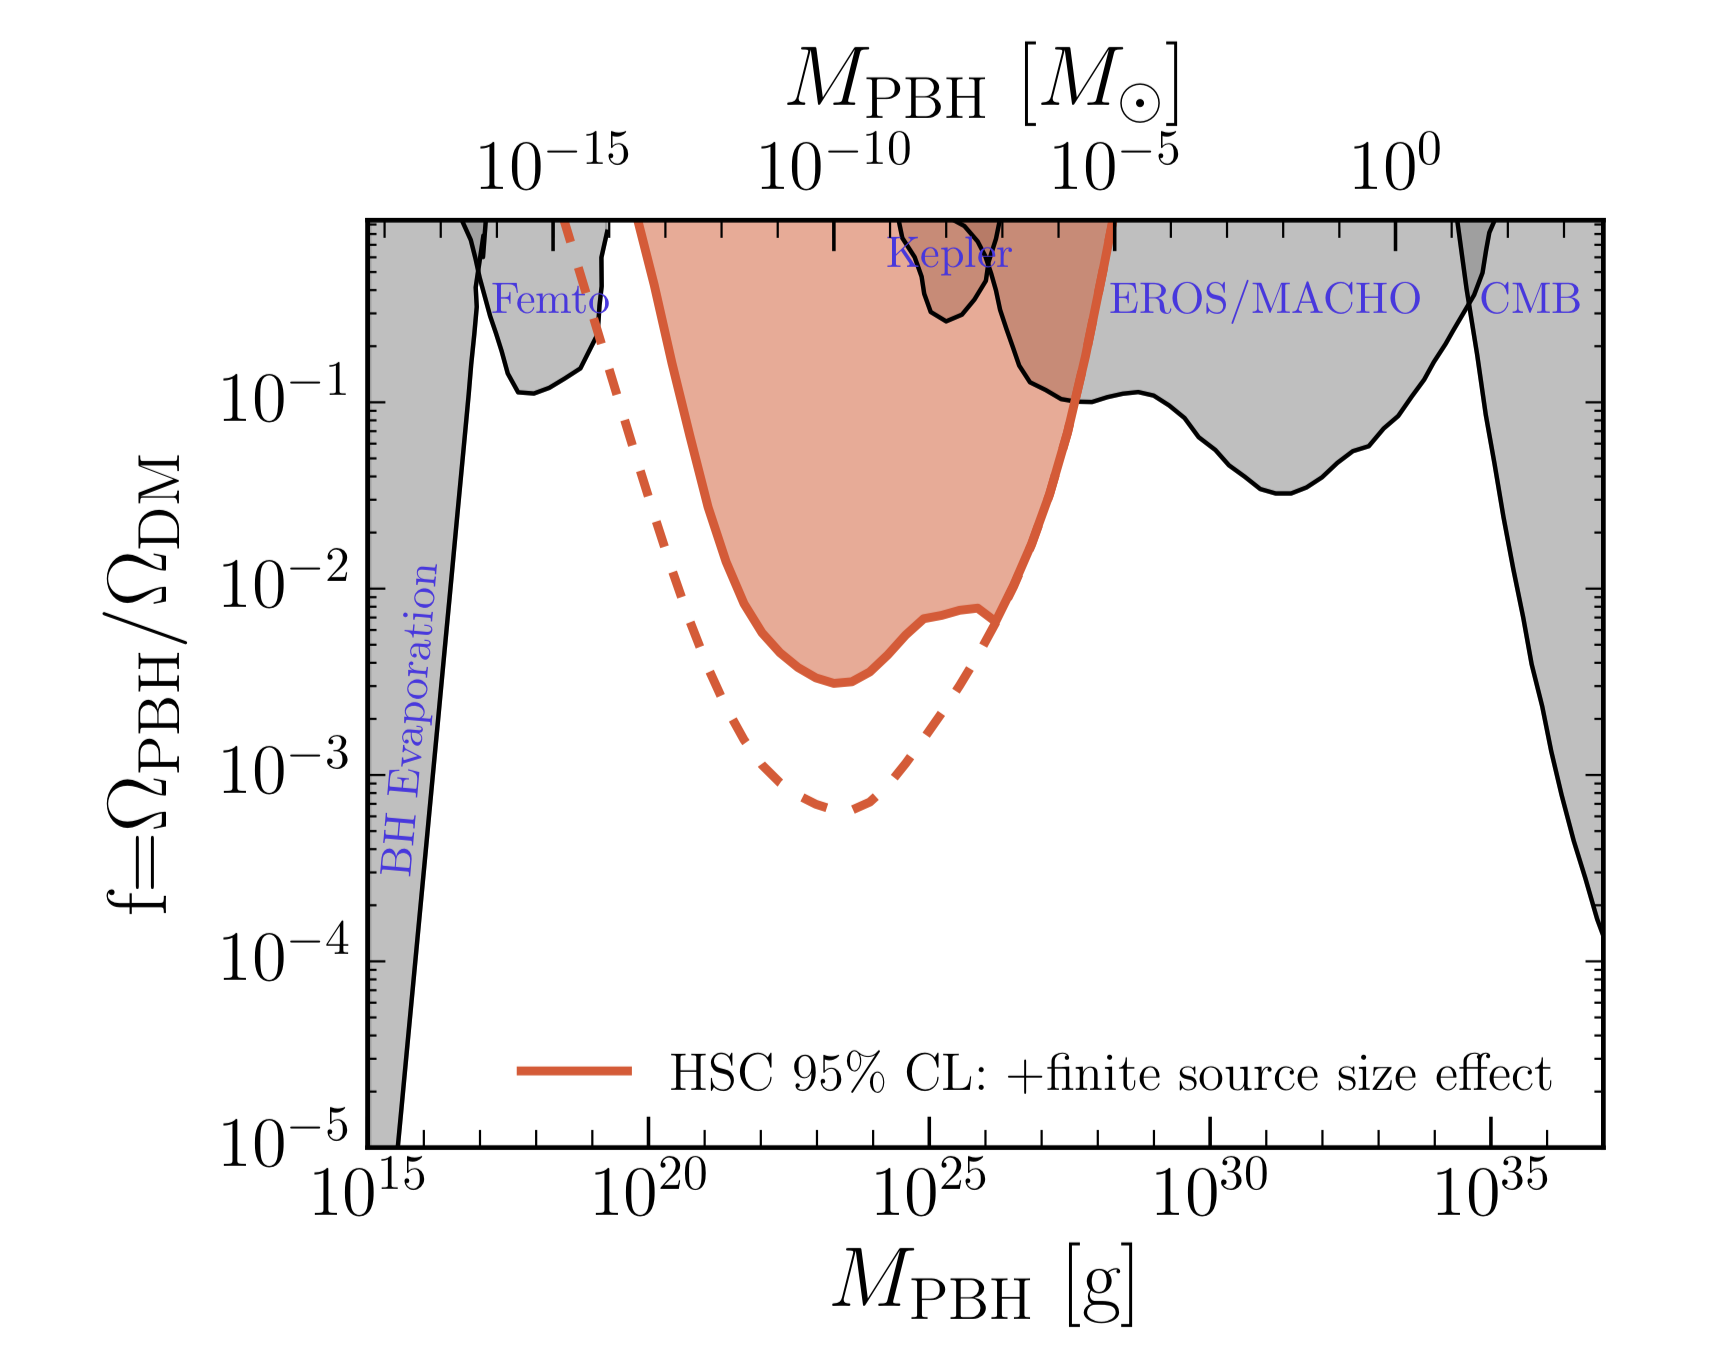 M_PBH [M_⊙]
10^−15 10^−10 10^−5 10^0
Kepler
Femto EROS/MACHO CMB
10^−1
10^−2
10^−3
10^−4
10^−5
f=Ω_PBH/Ω_DM
BH Evaporation
HSC 95% CL: +finite source size effect
10^15 10^20 10^25 10^30 10^35
M_PBH [g]